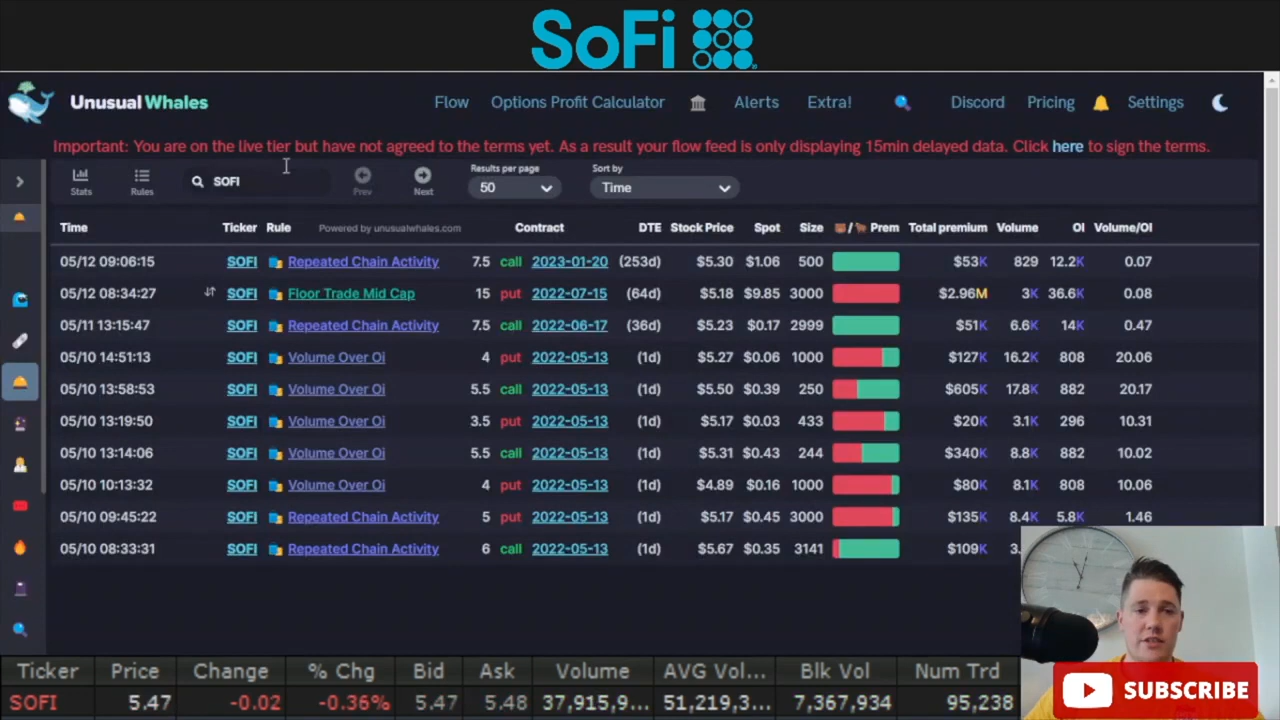 SoFi
Unusual Whales Flow Options Profit Calculator Alerts Extra! Discord Pricing Settings
Important: You are on the live tier but have not agreed to the terms yet. As a result your flow feed is only displaying 15min delayed data. Click here to sign the terms.
Stats Rules SOFI Prev Next Results per page 50 Sort by Time
Time Ticker Rule Powered by unusualwhales.com Contract DTE Stock Price Spot Size / Prem Total premium Volume OI Volume/OI
05/12 09:06:15 SOFI Repeated Chain Activity 7.5 call 2023-01-20 (253d) $5.30 $1.06 500 $53K 829 12.2K 0.07
05/12 08:34:27 SOFI Floor Trade Mid Cap 15 put 2022-07-15 (64d) $5.18 $9.85 3000 $2.96M 3K 36.6K 0.08
05/11 13:15:47 SOFI Repeated Chain Activity 7.5 call 2022-06-17 (36d) $5.23 $0.17 2999 $51K 6.6K 14K 0.47
05/10 14:51:13 SOFI Volume Over Oi 4 put 2022-05-13 (1d) $5.27 $0.06 1000 $127K 16.2K 808 20.06
05/10 13:58:53 SOFI Volume Over Oi 5.5 call 2022-05-13 (1d) $5.50 $0.39 250 $605K 17.8K 882 20.17
05/10 13:19:50 SOFI Volume Over Oi 3.5 put 2022-05-13 (1d) $5.17 $0.03 433 $20K 3.1K 296 10.31
05/10 13:14:06 SOFI Volume Over Oi 5.5 call 2022-05-13 (1d) $5.31 $0.43 244 $340K 8.8K 882 10.02
05/10 10:13:32 SOFI Volume Over Oi 4 put 2022-05-13 (1d) $4.89 $0.16 1000 $80K 8.1K 808 10.06
05/10 09:45:22 SOFI Repeated Chain Activity 5 put 2022-05-13 (1d) $5.17 $0.45 3000 $135K 8.4K 5.8K 1.46
05/10 08:33:31 SOFI Repeated Chain Activity 6 call 2022-05-13 (1d) $5.67 $0.35 3141 $109K 3.
Ticker Price Change % Chg Bid Ask Volume AVG Vol... Blk Vol Num Trd
SOFI 5.47 -0.02 -0.36% .47 .48 37,915,9... 51,219,3... 7,367,934 95,238
SUBSCRIBE